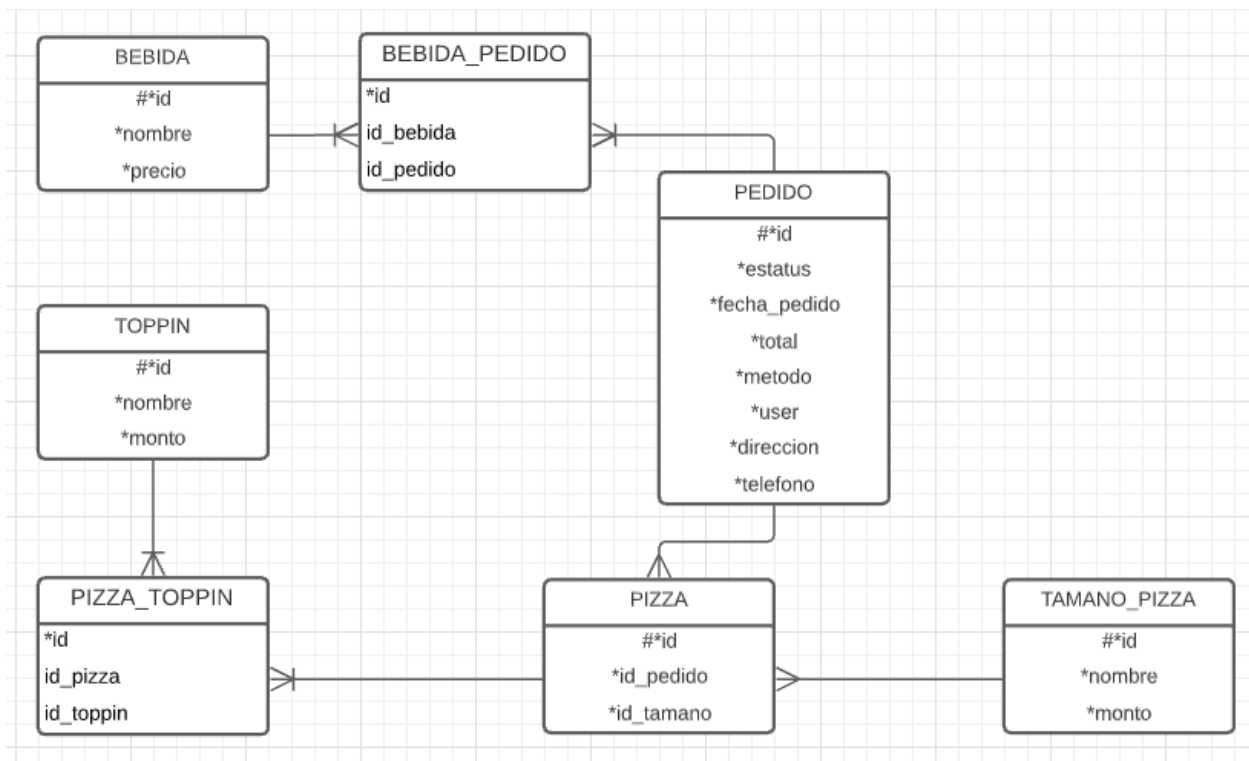 BEBIDA
#*id
*nombre
*precio
BEBIDA_PEDIDO
*id
id_bebida
id_pedido
PEDIDO
#*id
*estatus
*fecha_pedido
*total
*metodo
*user
*direccion
*telefono
TOPPIN
#*id
*nombre
*monto
PIZZA_TOPPIN
*id
id_pizza
id_toppin
PIZZA
#*id
*id_pedido
*id_tamano
TAMANO_PIZZA
#*id
*nombre
*monto